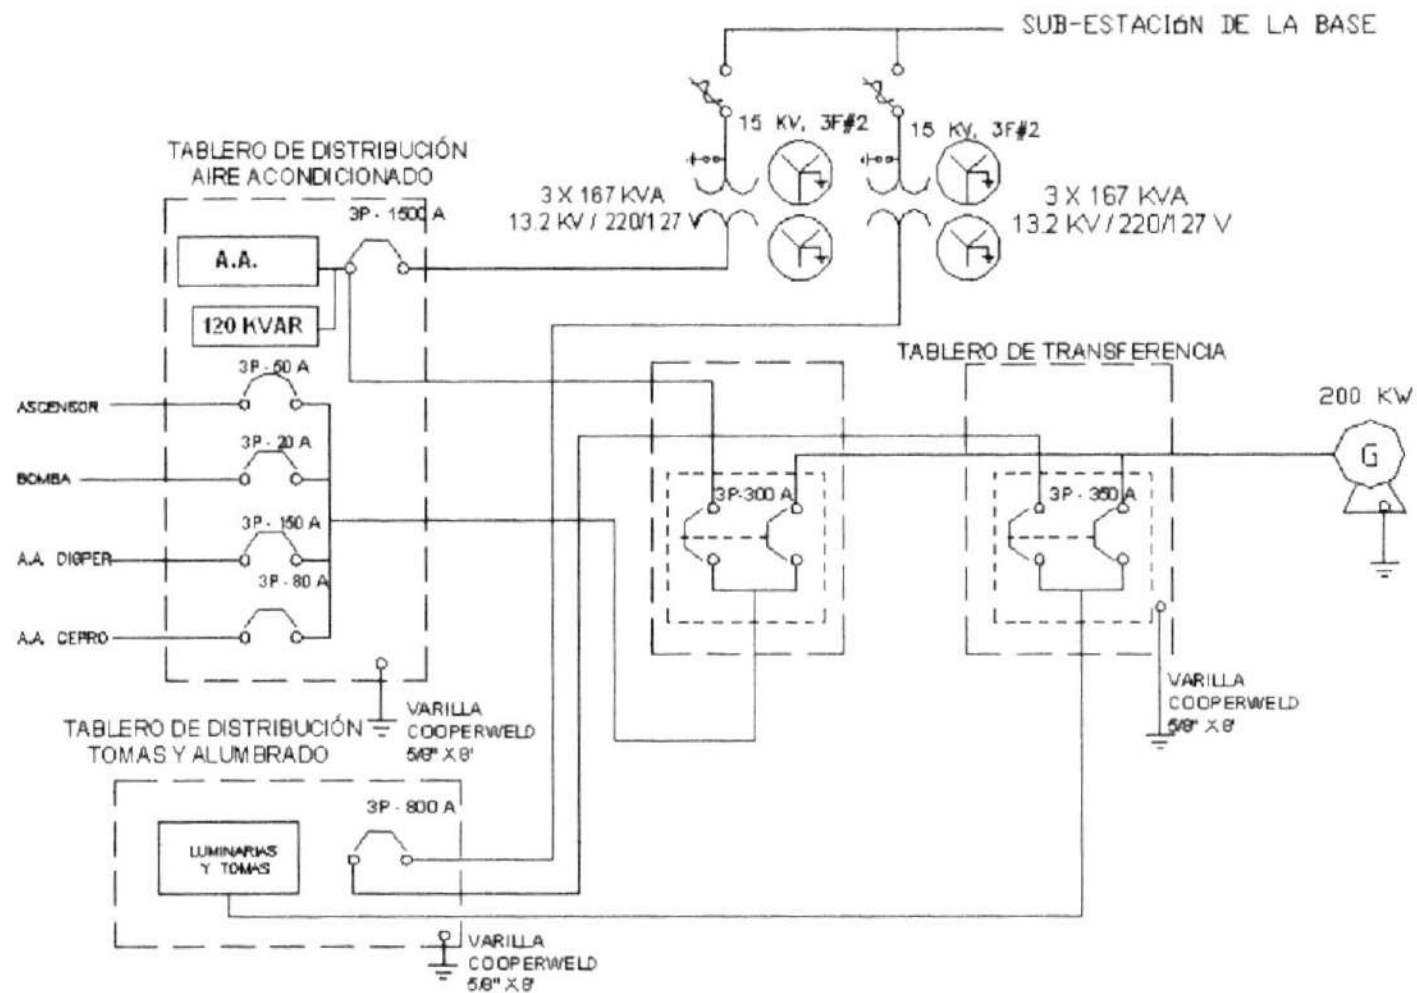 SUB-ESTACIóN DE LA BASE
15 KV, 3F#2
15 KV, 3F#2
TABLERO DE DISTRIBUCIÓN
AIRE ACONDICIONADO
3 X 167 KVA
13.2 KV / 220/127 V
3 X 167 KVA
13.2 KV / 220/127 V
3P - 1500 A
A.A.
120 KVAR
TABLERO DE TRANSFERENCIA
3P - 50 A
ASCENSOR
200 KW
3P - 20 A
BOMBA
G
3P-300 A
3P - 350 A
3P - 150 A
A.A. DIGPER
3P - 80 A
A.A. CEPRO
VARILLA
COOPERWELD
5/8" X 8'
VARILLA
COOPERWELD
5/8" X 8'
TABLERO DE DISTRIBUCIÓN
TOMAS Y ALUMBRADO
3P - 800 A
LUMINARIAS
Y TOMAS
VARILLA
COOPERWELD
5/8" X 8'